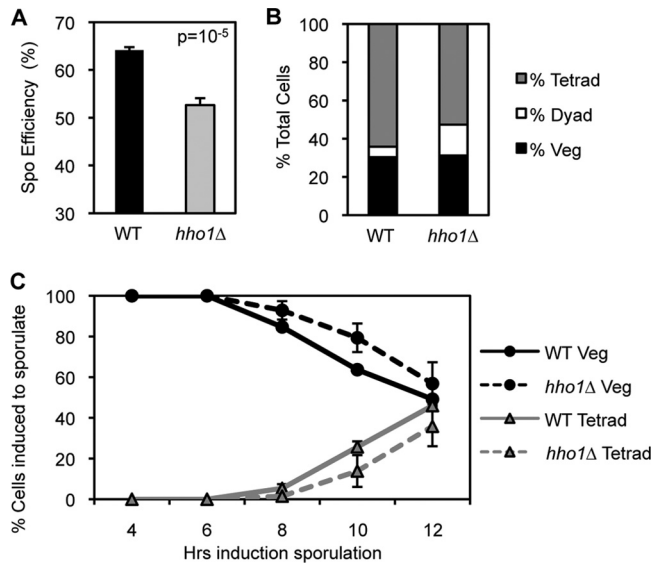 A
p=10-5
Spo Efficiency (%)
70
60
50
40
30
WT
hho1Δ
B
% Total Cells
100
80
60
40
20
0
WT
hho1Δ
% Tetrad
% Dyad
% Veg
C
% Cells induced to sporulate
100
80
60
40
20
0
4 6 8 10 12
Hrs induction sporulation
WT Veg
hho1Δ Veg
WT Tetrad
hho1Δ Tetrad